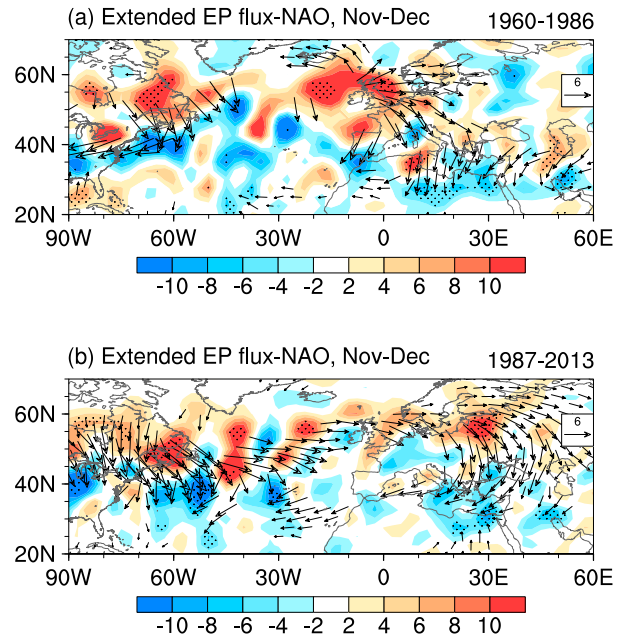 (a) Extended EP flux-NAO, Nov-Dec 1960-1986
60N
6
40N
20N
90W 60W 30W 0 30E 60E
-10 -8 -6 -4 -2 2 4 6 8 10
(b) Extended EP flux-NAO, Nov-Dec 1987-2013
60N
6
40N
20N
90W 60W 30W 0 30E 60E
-10 -8 -6 -4 -2 2 4 6 8 10